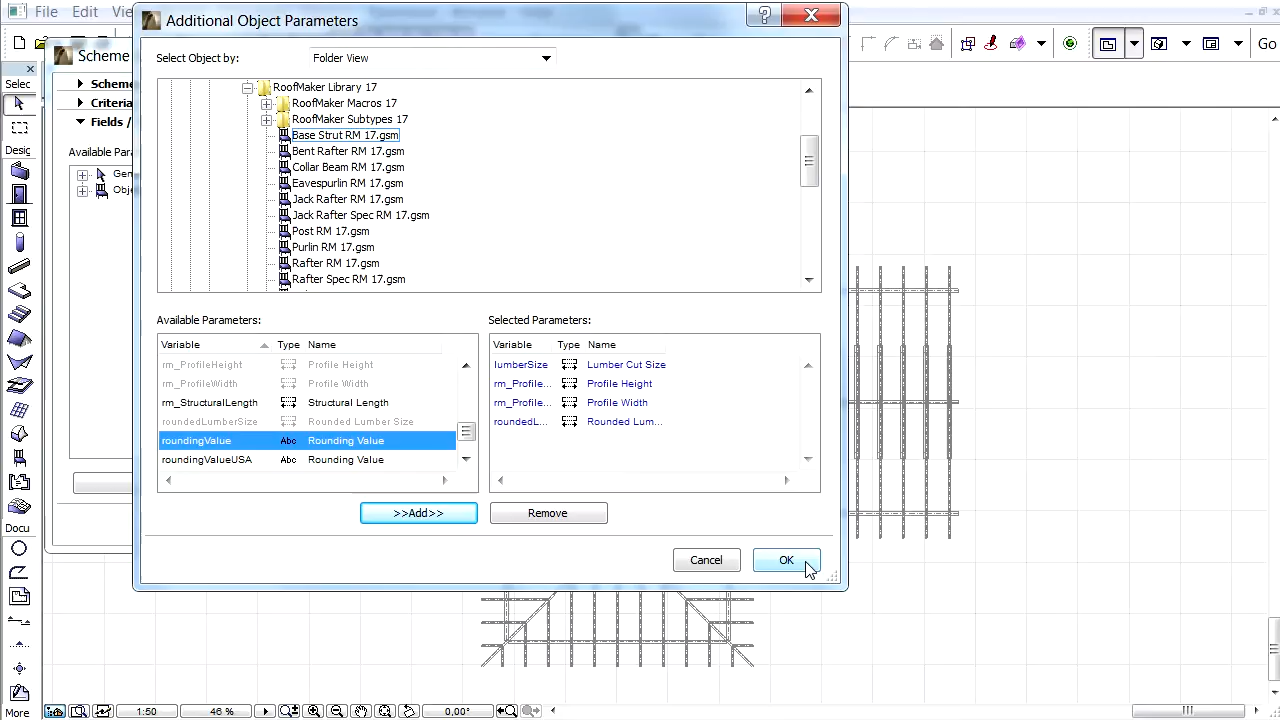 File Edit View
Additional Object Parameters
Go
Scheme
Selec
Select Object by: Folder View
RoofMaker Library 17
Scheme
RoofMaker Macros 17
Criteria
RoofMaker Subtypes 17
Fields /
Base Strut RM 17.gsm
Desig
Available Para
Bent Rafter RM 17.gsm
Collar Beam RM 17.gsm
Gen
Eavespurlin RM 17.gsm
Obje
Jack Rafter RM 17.gsm
Jack Rafter Spec RM 17.gsm
Post RM 17.gsm
Purlin RM 17.gsm
Rafter RM 17.gsm
Rafter Spec RM 17.gsm
Available Parameters: Selected Parameters:
Variable Type Name Variable Type Name
rm_ProfileHeight Profile Height lumberSize Lumber Cut Size
rm_ProfileWidth Profile Width rm_Profile... Profile Height
rm_StructuralLength Structural Length rm_Profile... Profile Width
roundedLumberSize Rounded Lumber Size roundedL... Rounded Lum...
roundingValue Abc Rounding Value
roundingValueUSA Abc Rounding Value
>>Add>> Remove
Docu
Cancel OK
More 1:50 46 % 0,00°